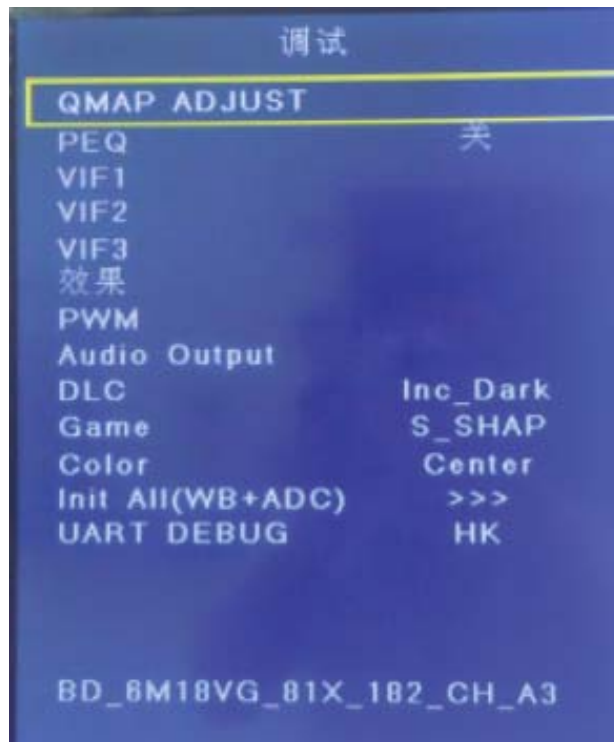 调试
QMAP ADJUST
PEQ 关
VIF1
VIF2
VIF3
效果
PWM
Audio Output
DLC Inc_Dark
Game S_SHAP
Color Center
Init All(WB+ADC) >>>
UART DEBUG HK
BD_6M18VG_81X_182_CH_A3